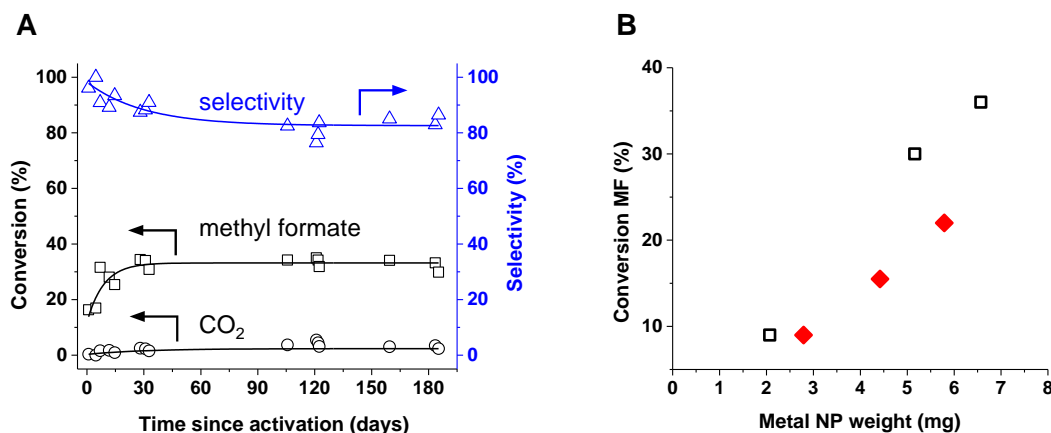 A
B
100
80
60
40
20
0
Conversion (%)
selectivity
methyl formate
CO₂
100
80
60
40
20
0
Selectivity (%)
0 30 60 90 120 150 180
Time since activation (days)
40
30
20
10
Conversion MF (%)
0 1 2 3 4 5 6 7 8
Metal NP weight (mg)